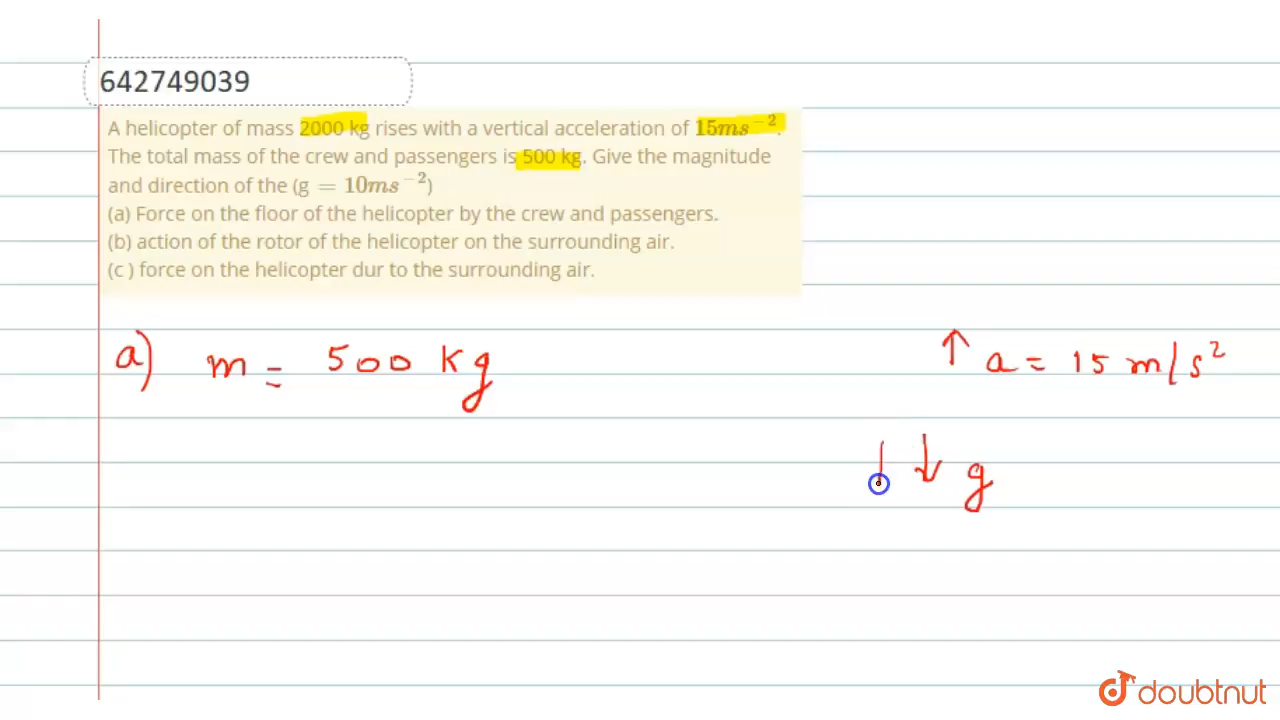 642749039
A helicopter of mass 2000 kg rises with a vertical acceleration of 15ms⁻².
The total mass of the crew and passengers is 500 kg. Give the magnitude
and direction of the (g = 10ms⁻²)
(a) Force on the floor of the helicopter by the crew and passengers.
(b) action of the rotor of the helicopter on the surrounding air.
(c ) force on the helicopter dur to the surrounding air.
a) m = 500 kg ↑ a = 15 m/s²
↓ g
doubtnut